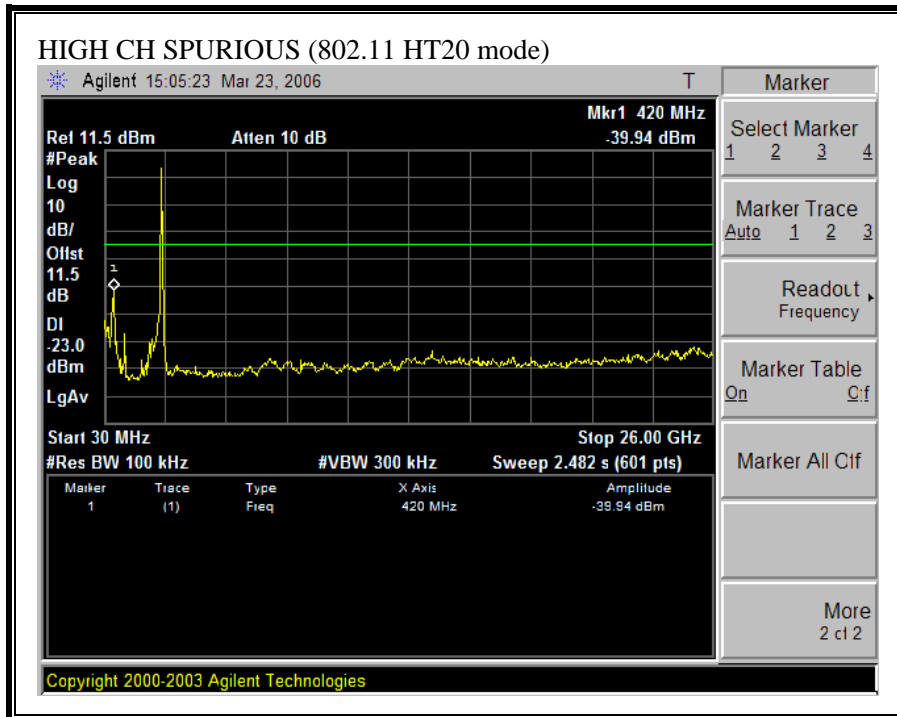 HIGH CH SPURIOUS (802.11 HT20 mode)
Agilent 15:05:23 Mar 23, 2006 T
Marker
Mkr1 420 MHz
Ref 11.5 dBm Atten 10 dB -39.94 dBm
#Peak
Log
10
dB/
Offst
11.5
dB
DI
-23.0
dBm
LgAv
1
Start 30 MHz Stop 26.00 GHz
#Res BW 100 kHz #VBW 300 kHz Sweep 2.482 s (601 pts)
Marker Trace Type X Axis Amplitude
1 (1) Freq 420 MHz -39.94 dBm
Select Marker
1 2 3 4
Marker Trace
Auto 1 2 3
Readout
Frequency
Marker Table
On Off
Marker All Off
More
2 of 2
Copyright 2000-2003 Agilent Technologies